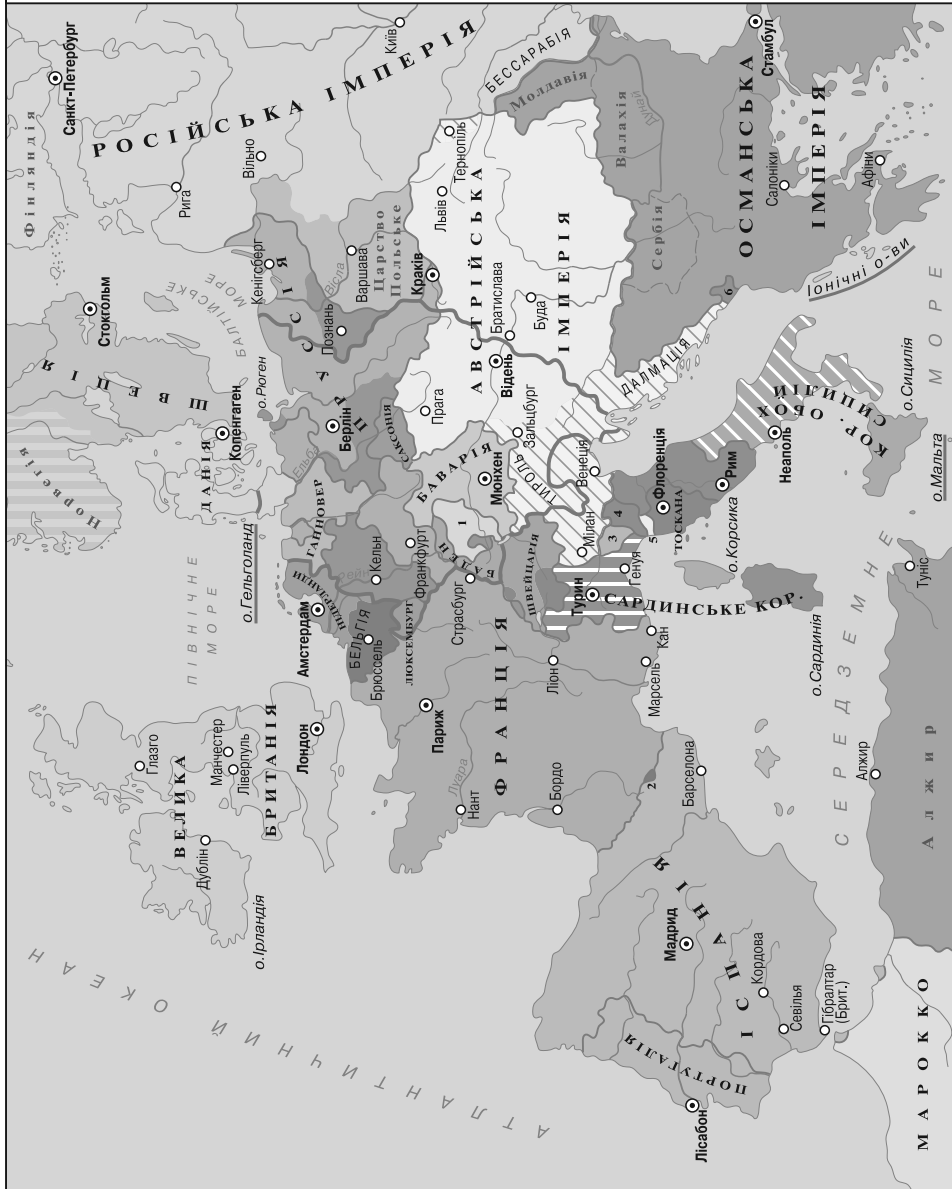 АТЛАНТИЧНИЙ ОКЕАН
ПІВНІЧНЕ
МОРЕ
БАЛТІЙСЬКЕ
МОРЕ
СЕРЕДЗЕМНЕ МОРЕ
ВЕЛИКА
БРИТАНІЯ
Глазго
Манчестер
Ліверпуль
Дублін
Лондон
о.Ірландія
Норвегія
ШВЕЦІЯ
Стокгольм
Фінляндія
Санкт-Петербург
РОСІЙСЬКА ІМПЕРІЯ
Рига
Вільно
Київ
БЕССАРАБІЯ
ДАНІЯ
Копенгаген
о.Гельголанд
о.Рюген
НІДЕРЛАНДИ
Амстердам
БЕЛЬГІЯ
Брюссель
ЛЮКСЕМБУРГ
ГАННОВЕР
Ельба
Кельн
Франкфурт
ПРУССІЯ
Берлін
САКСОНІЯ
Кенігсберг
Познань
Вісла
Варшава
Царство
Польське
Краків
БАВАРІЯ
Мюнхен
1
БАДЕН
Страсбург
ШВЕЙЦАРІЯ
ФРАНЦІЯ
Париж
Луара
Нант
Бордо
Ліон
Марсель
Кан
2
АВСТРІЙСЬКА
ІМПЕРІЯ
Прага
Відень
Братислава
Буда
Львів
Тернопіль
Зальцбург
ТИРОЛЬ
Венеція
Мілан
ДАЛМАЦІЯ
Молдавія
Валахія
Дунай
Сербія
6
ОСМАНСЬКА
ІМПЕРІЯ
Стамбул
Салоніки
Афіни
Іонічні о-ви
САРДИНСЬКЕ КОР.
Турин
Генуя
3
4
5
Флоренція
ТОСКАНА
Рим
о.Корсика
о.Сардинія
КОР. ОБОХ
СИЦИЛІЙ
Неаполь
о.Сицилія
о.Мальта
ІСПАНІЯ
Мадрид
Барселона
Кордова
Севілья
Гібралтар
(Брит.)
ПОРТУГАЛІЯ
Лісабон
МАРОККО
Алжир
Алжир
Туніс